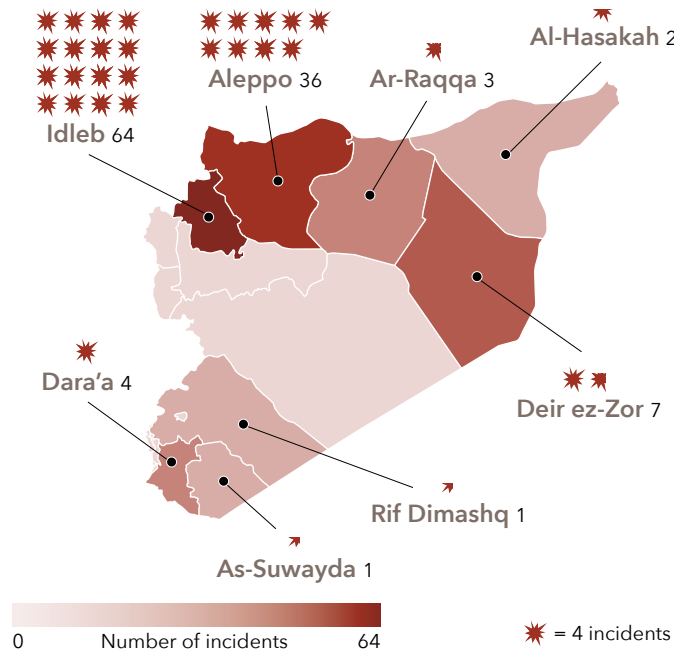 Al-Hasakah 2
Aleppo 36
Ar-Raqqa 3
Idleb 64
Dara'a 4
Deir ez-Zor 7
Rif Dimashq 1
As-Suwayda 1
0 Number of incidents 64
= 4 incidents